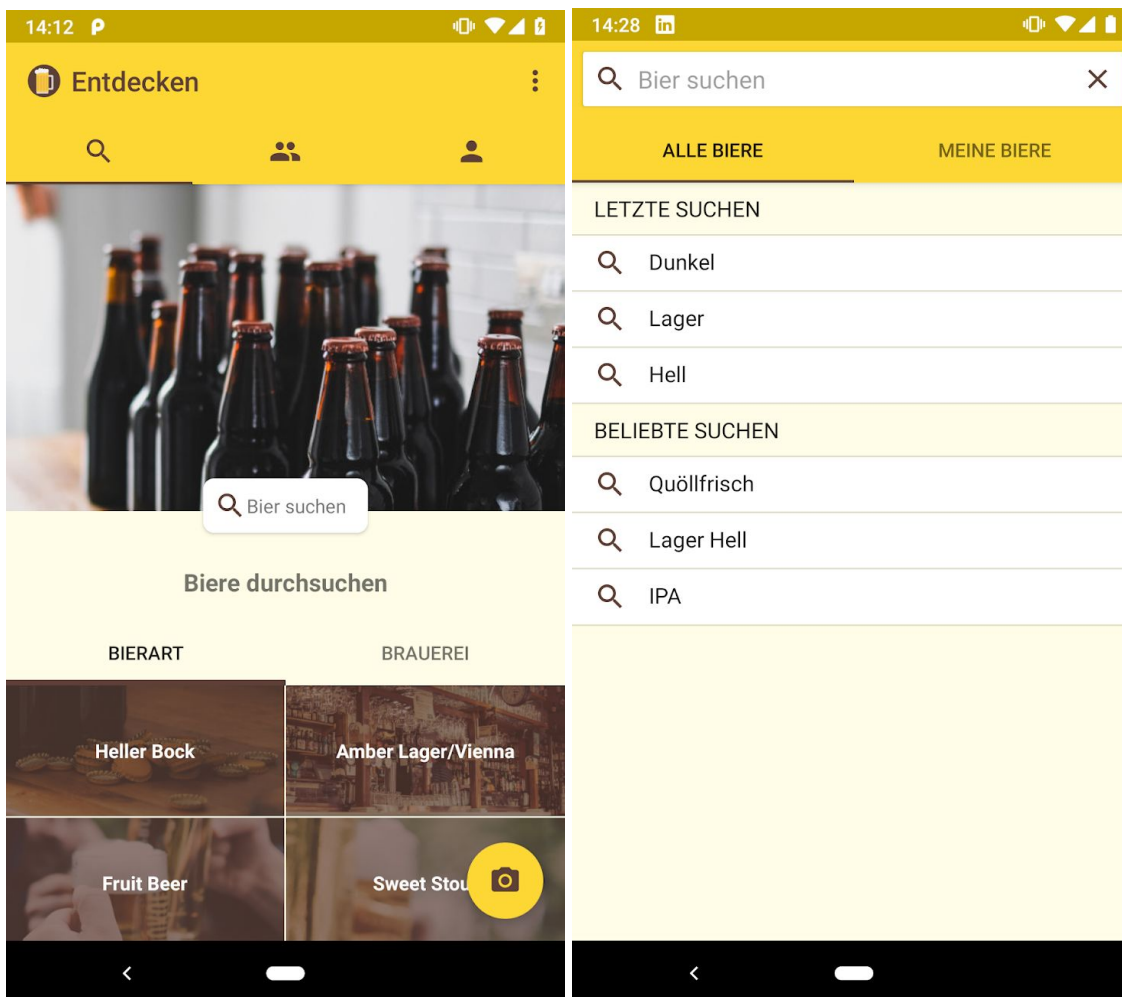 14:12
Entdecken
Bier suchen
Biere durchsuchen
BIERART BRAUEREI
Heller Bock Amber Lager/Vienna
Fruit Beer Sweet Stou
14:28 in
Bier suchen
ALLE BIERE MEINE BIERE
LETZTE SUCHEN
Dunkel
Lager
Hell
BELIEBTE SUCHEN
Quöllfrisch
Lager Hell
IPA